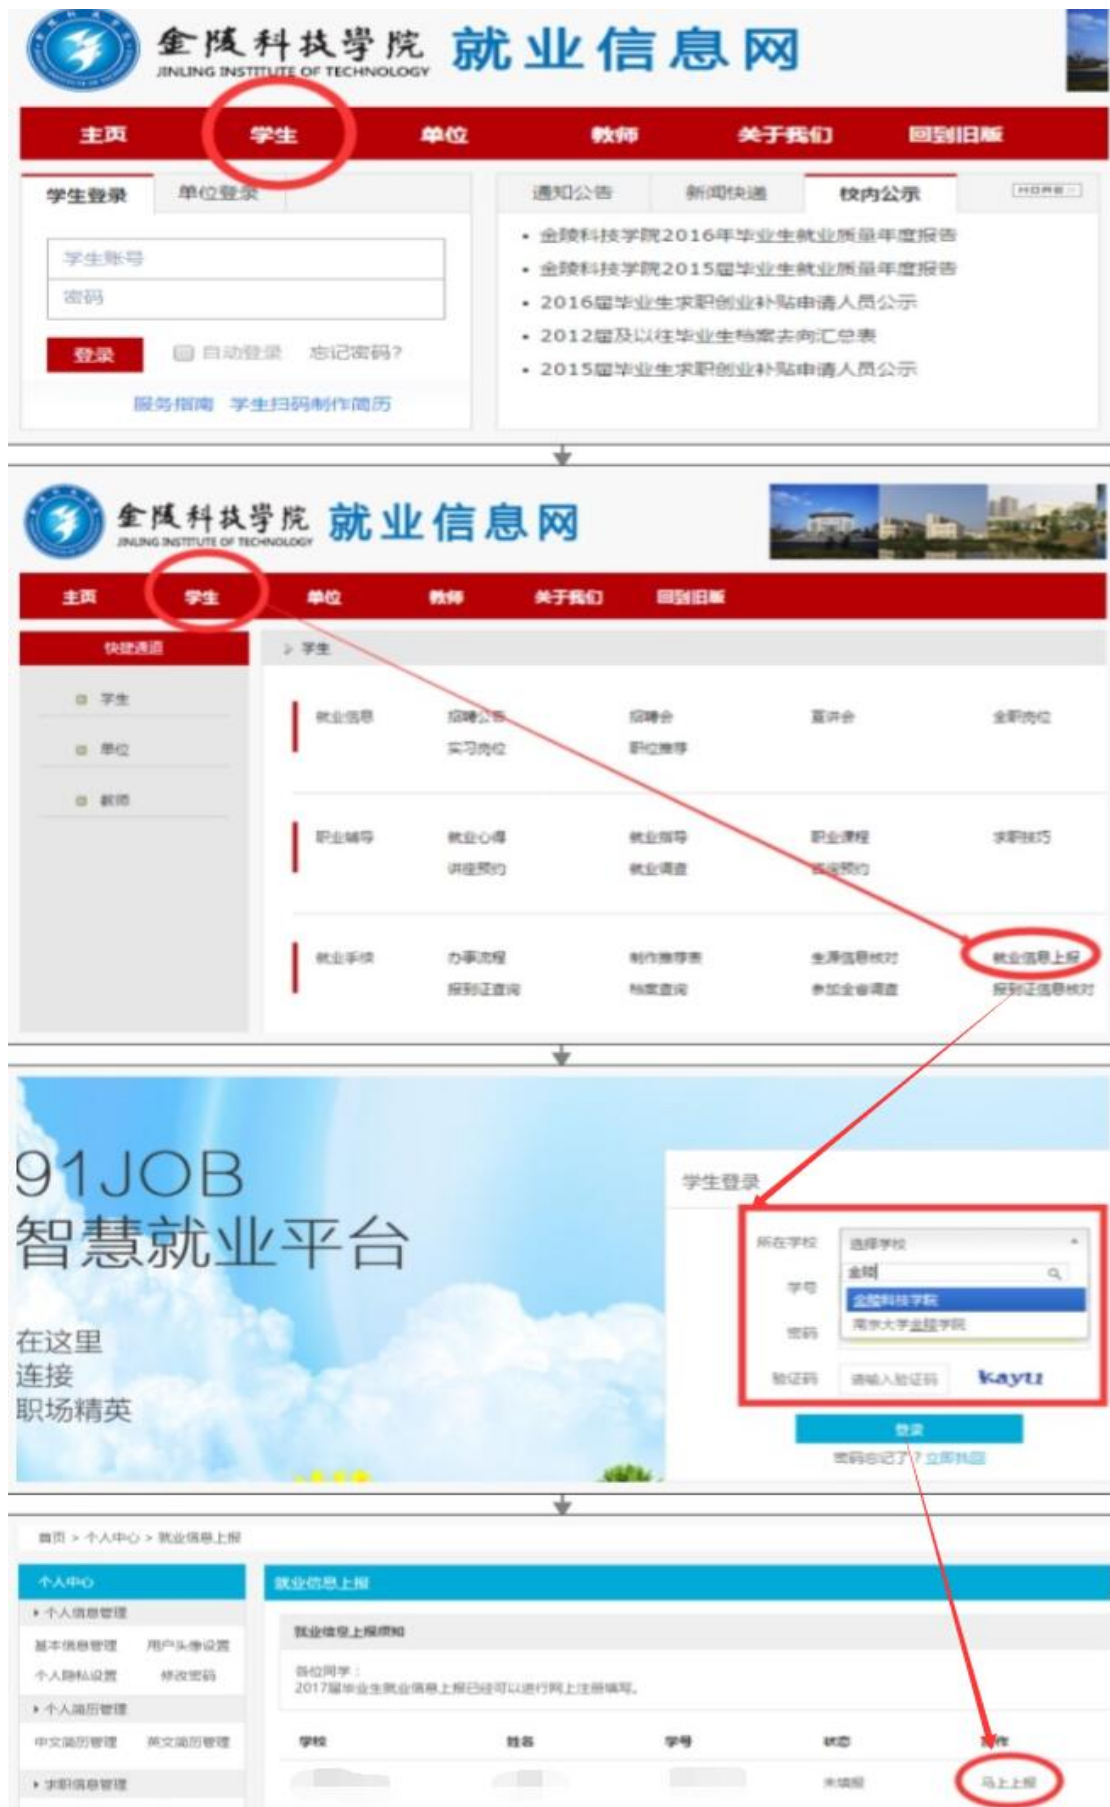 金陵科技學院 就业信息网
JINLING INSTITUTE OF TECHNOLOGY
主页 学生 单位 教师 关于我们 回到旧版
学生登录 单位登录
通知公告 新闻快递 校内公示 MORE
学生账号
密码
登录 自动登录 忘记密码?
服务指南 学生扫码制作简历
• 金陵科技学院2016年毕业生就业质量年度报告
• 金陵科技学院2015届毕业生就业质量年度报告
• 2016届毕业生求职创业补贴申请人员公示
• 2012届及以往毕业生档案去向汇总表
• 2015届毕业生求职创业补贴申请人员公示
金陵科技學院 就业信息网
JINLING INSTITUTE OF TECHNOLOGY
主页 学生 单位 教师 关于我们 回到旧版
快捷通道
学生
单位
教师
> 学生
就业信息 招聘公告 招聘会 宣讲会 全职岗位
实习岗位 职位推荐
职业辅导 就业心得 就业指导 职业课程 求职技巧
讲座预约 就业调查 咨询预约
就业手续 办事流程 制作推荐表 生源信息核对 就业信息上报
报到证查询 档案查询 参加全省调查 报到证信息核对
91JOB
智慧就业平台
在这里
连接
职场精英
学生登录
所在学校 选择学校
金陵
金陵科技学院
南京大学金陵学院
学号
密码
验证码 请输入验证码 kaytt
登录
密码忘记了?立即找回
首页 > 个人中心 > 就业信息上报
个人中心
个人信息管理
基本信息管理 用户头像设置
个人隐私设置 修改密码
个人简历管理
中文简历管理 英文简历管理
求职信息管理
就业信息上报
就业信息上报须知
各位同学:
2017届毕业生就业信息上报已经可以进行网上注册填写。
学校 姓名 学号 状态
未填报 马上上报